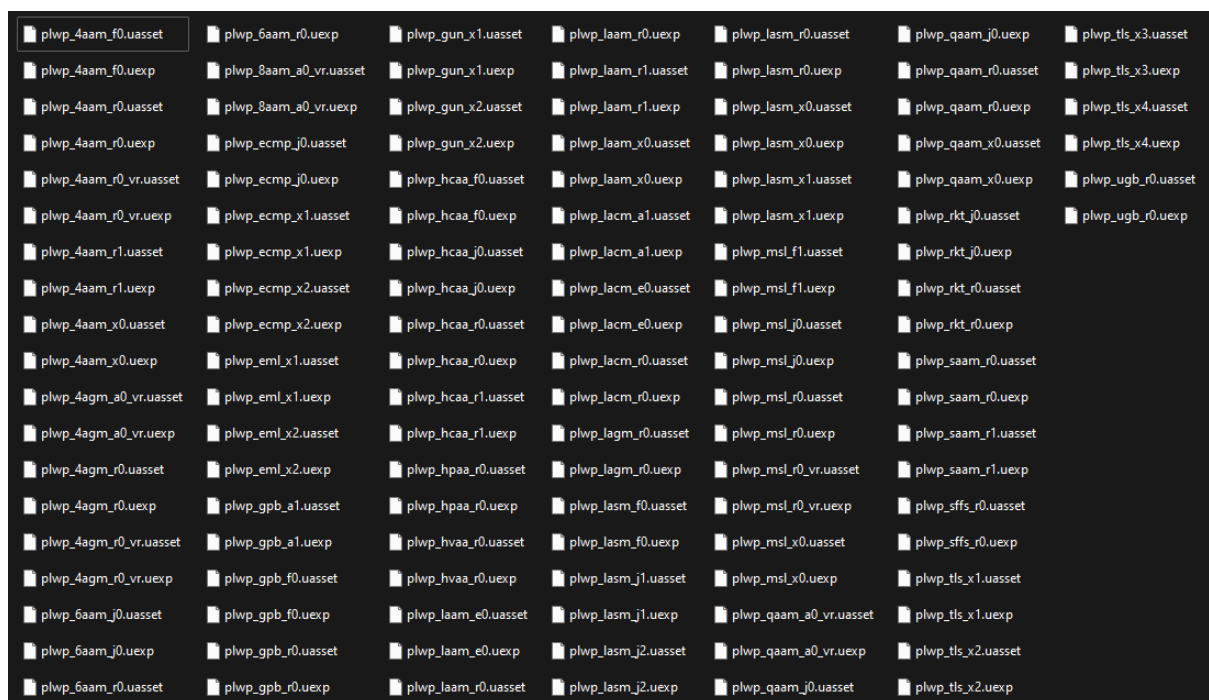 plwp_4aam_f0.uasset
plwp_4aam_f0.uexp
plwp_4aam_r0.uasset
plwp_4aam_r0.uexp
plwp_4aam_r0_vr.uasset
plwp_4aam_r0_vr.uexp
plwp_4aam_r1.uasset
plwp_4aam_r1.uexp
plwp_4aam_x0.uasset
plwp_4aam_x0.uexp
plwp_4agm_a0_vr.uasset
plwp_4agm_a0_vr.uexp
plwp_4agm_r0.uasset
plwp_4agm_r0.uexp
plwp_4agm_r0_vr.uasset
plwp_4agm_r0_vr.uexp
plwp_6aam_j0.uasset
plwp_6aam_j0.uexp
plwp_6aam_r0.uasset
plwp_6aam_r0.uexp
plwp_8aam_a0_vr.uasset
plwp_8aam_a0_vr.uexp
plwp_ecmp_j0.uasset
plwp_ecmp_j0.uexp
plwp_ecmp_x1.uasset
plwp_ecmp_x1.uexp
plwp_ecmp_x2.uasset
plwp_ecmp_x2.uexp
plwp_eml_x1.uasset
plwp_eml_x1.uexp
plwp_eml_x2.uasset
plwp_eml_x2.uexp
plwp_gpb_a1.uasset
plwp_gpb_a1.uexp
plwp_gpb_f0.uasset
plwp_gpb_f0.uexp
plwp_gpb_r0.uasset
plwp_gpb_r0.uexp
plwp_gun_x1.uasset
plwp_gun_x1.uexp
plwp_gun_x2.uasset
plwp_gun_x2.uexp
plwp_hcaa_f0.uasset
plwp_hcaa_f0.uexp
plwp_hcaa_j0.uasset
plwp_hcaa_j0.uexp
plwp_hcaa_r0.uasset
plwp_hcaa_r0.uexp
plwp_hcaa_r1.uasset
plwp_hcaa_r1.uexp
plwp_hpaa_r0.uasset
plwp_hpaa_r0.uexp
plwp_hvaa_r0.uasset
plwp_hvaa_r0.uexp
plwp_laam_e0.uasset
plwp_laam_e0.uexp
plwp_laam_r0.uasset
plwp_laam_r0.uexp
plwp_laam_r1.uasset
plwp_laam_r1.uexp
plwp_laam_x0.uasset
plwp_laam_x0.uexp
plwp_lacm_a1.uasset
plwp_lacm_a1.uexp
plwp_lacm_e0.uasset
plwp_lacm_e0.uexp
plwp_lacm_r0.uasset
plwp_lacm_r0.uexp
plwp_lagm_r0.uasset
plwp_lagm_r0.uexp
plwp_lasm_f0.uasset
plwp_lasm_f0.uexp
plwp_lasm_j1.uasset
plwp_lasm_j1.uexp
plwp_lasm_j2.uasset
plwp_lasm_j2.uexp
plwp_lasm_r0.uasset
plwp_lasm_r0.uexp
plwp_lasm_x0.uasset
plwp_lasm_x0.uexp
plwp_lasm_x1.uasset
plwp_lasm_x1.uexp
plwp_msl_f1.uasset
plwp_msl_f1.uexp
plwp_msl_j0.uasset
plwp_msl_j0.uexp
plwp_msl_r0.uasset
plwp_msl_r0.uexp
plwp_msl_r0_vr.uasset
plwp_msl_r0_vr.uexp
plwp_msl_x0.uasset
plwp_msl_x0.uexp
plwp_qaam_a0_vr.uasset
plwp_qaam_a0_vr.uexp
plwp_qaam_j0.uasset
plwp_qaam_j0.uexp
plwp_qaam_r0.uasset
plwp_qaam_r0.uexp
plwp_qaam_x0.uasset
plwp_qaam_x0.uexp
plwp_rkt_j0.uasset
plwp_rkt_j0.uexp
plwp_rkt_r0.uasset
plwp_rkt_r0.uexp
plwp_saam_r0.uasset
plwp_saam_r0.uexp
plwp_saam_r1.uasset
plwp_saam_r1.uexp
plwp_sffs_r0.uasset
plwp_sffs_r0.uexp
plwp_tls_x1.uasset
plwp_tls_x1.uexp
plwp_tls_x2.uasset
plwp_tls_x2.uexp
plwp_tls_x3.uasset
plwp_tls_x3.uexp
plwp_tls_x4.uasset
plwp_tls_x4.uexp
plwp_ugb_r0.uasset
plwp_ugb_r0.uexp